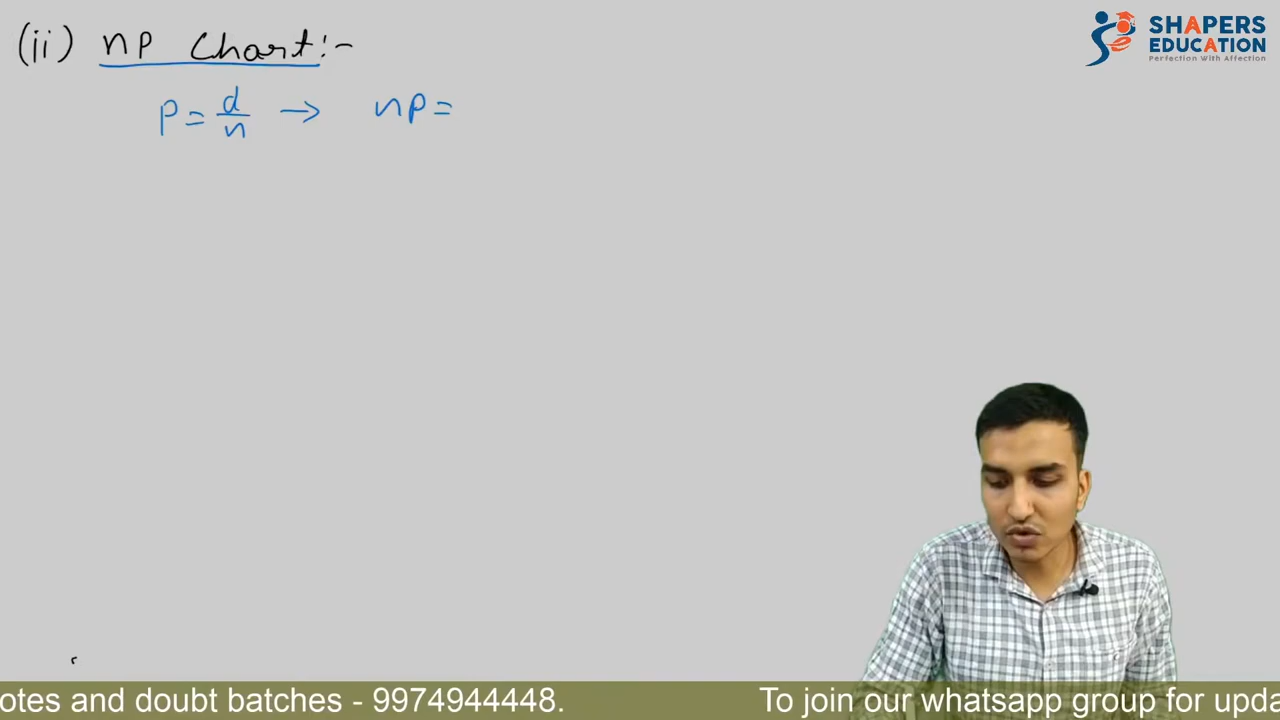 (ii) np Chart:-
SHAPERS
EDUCATION
Perfection With Affection
P = d/n → np =
otes and doubt batches - 9974944448. To join our whatsapp group for upda